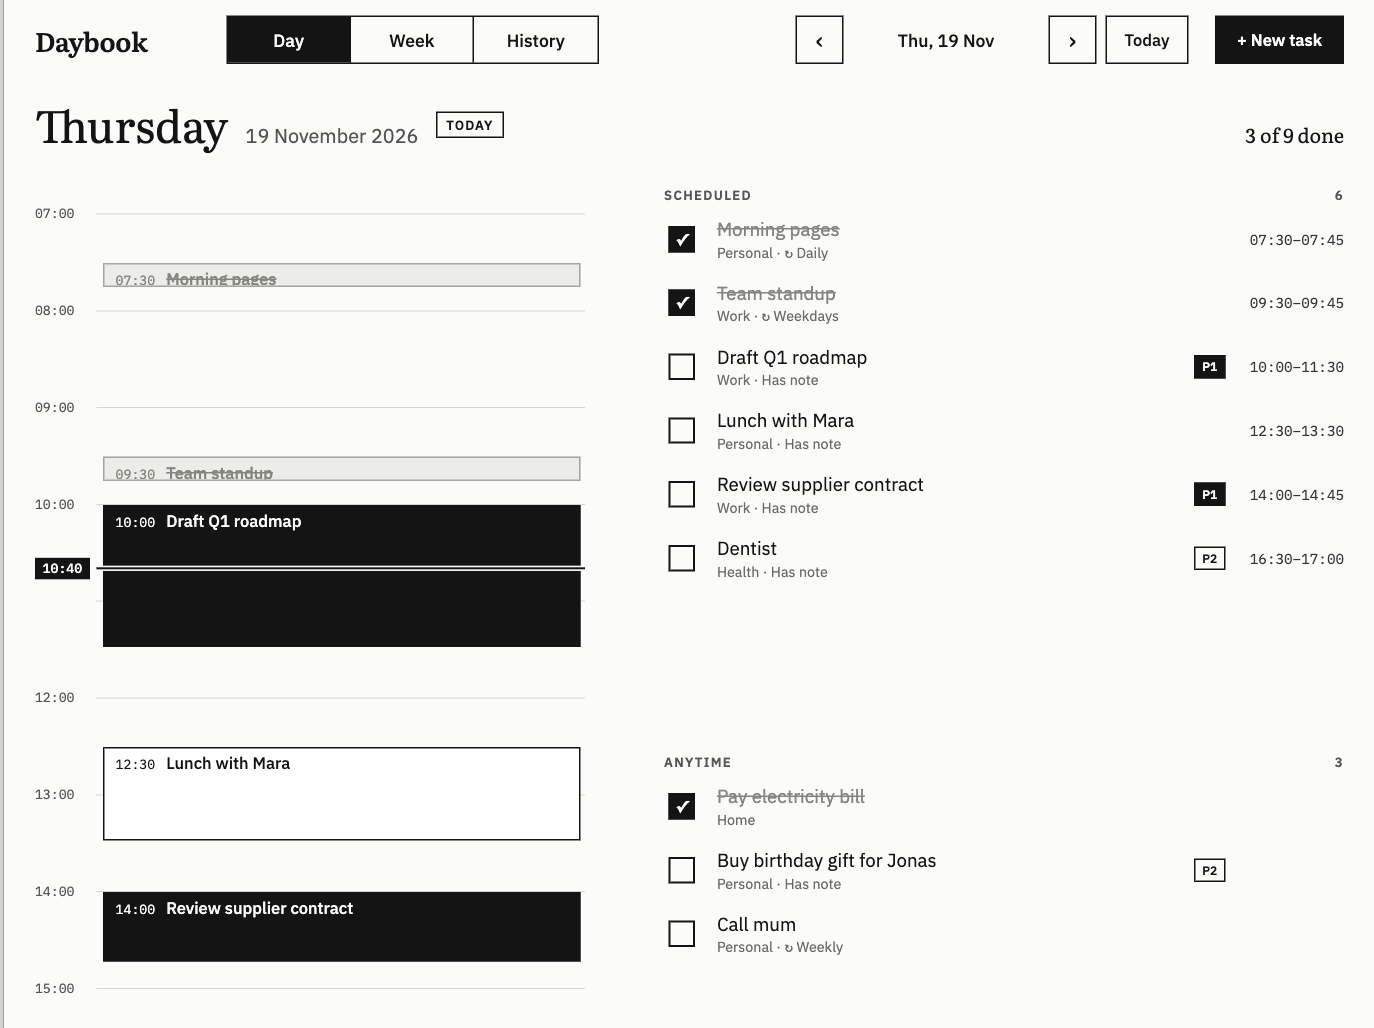 Daybook
Day
Week
History
‹
Thu, 19 Nov
›
Today
+ New task
Thursday
19 November 2026
TODAY
3 of 9 done
07:00
07:30 Morning pages
08:00
09:00
09:30 Team standup
10:00
10:00 Draft Q1 roadmap
10:40
12:00
12:30 Lunch with Mara
13:00
14:00
14:00 Review supplier contract
15:00
SCHEDULED 6
Morning pages
Personal · ↻ Daily
07:30–07:45
Team standup
Work · ↻ Weekdays
09:30–09:45
Draft Q1 roadmap
Work · Has note
P1 10:00–11:30
Lunch with Mara
Personal · Has note
12:30–13:30
Review supplier contract
Work · Has note
P1 14:00–14:45
Dentist
Health · Has note
P2 16:30–17:00
ANYTIME 3
Pay electricity bill
Home
Buy birthday gift for Jonas
Personal · Has note
P2
Call mum
Personal · ↻ Weekly